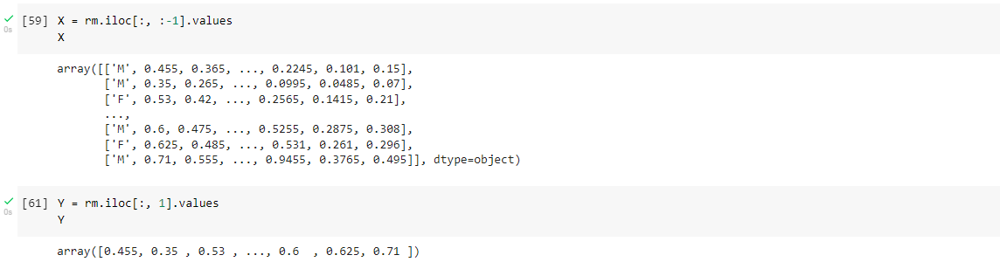 [59] X = rm.iloc[:, :-1].values
X
0s
array([['M', 0.455, 0.365, ..., 0.2245, 0.101, 0.15],
['M', 0.35, 0.265, ..., 0.0995, 0.0485, 0.07],
['F', 0.53, 0.42, ..., 0.2565, 0.1415, 0.21],
...,
['M', 0.6, 0.475, ..., 0.5255, 0.2875, 0.308],
['F', 0.625, 0.485, ..., 0.531, 0.261, 0.296],
['M', 0.71, 0.555, ..., 0.9455, 0.3765, 0.495]], dtype=object)
[61] Y = rm.iloc[:, 1].values
0s
Y
array([0.455, 0.35 , 0.53 , ..., 0.6  , 0.625, 0.71 ])